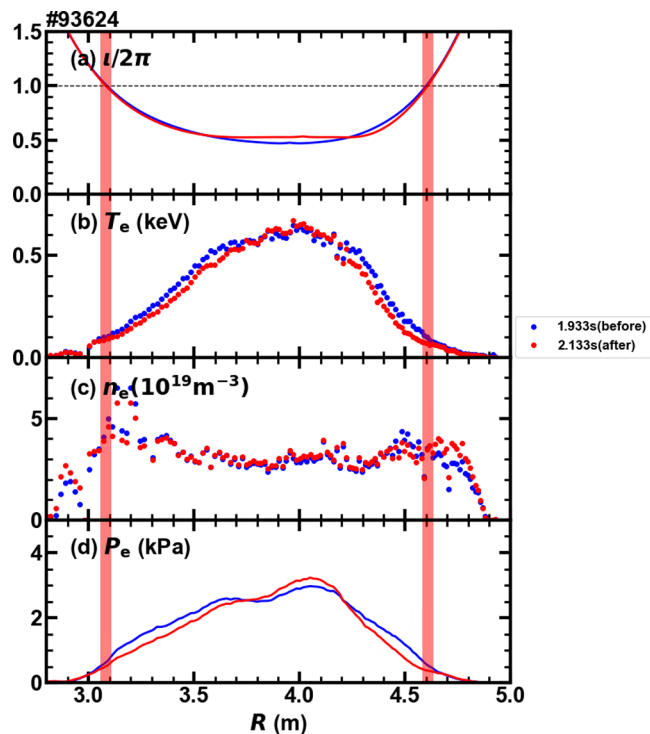 #93624
1.5
(a) ι/2π
1.0
0.5
0.0
(b) Te (keV)
0.5
0
1.933s(before)
2.133s(after)
(c) ne(10^19m^−3)
5
0
(d) Pe (kPa)
4
2
0
3.0 3.5 4.0 4.5 5.0
R (m)